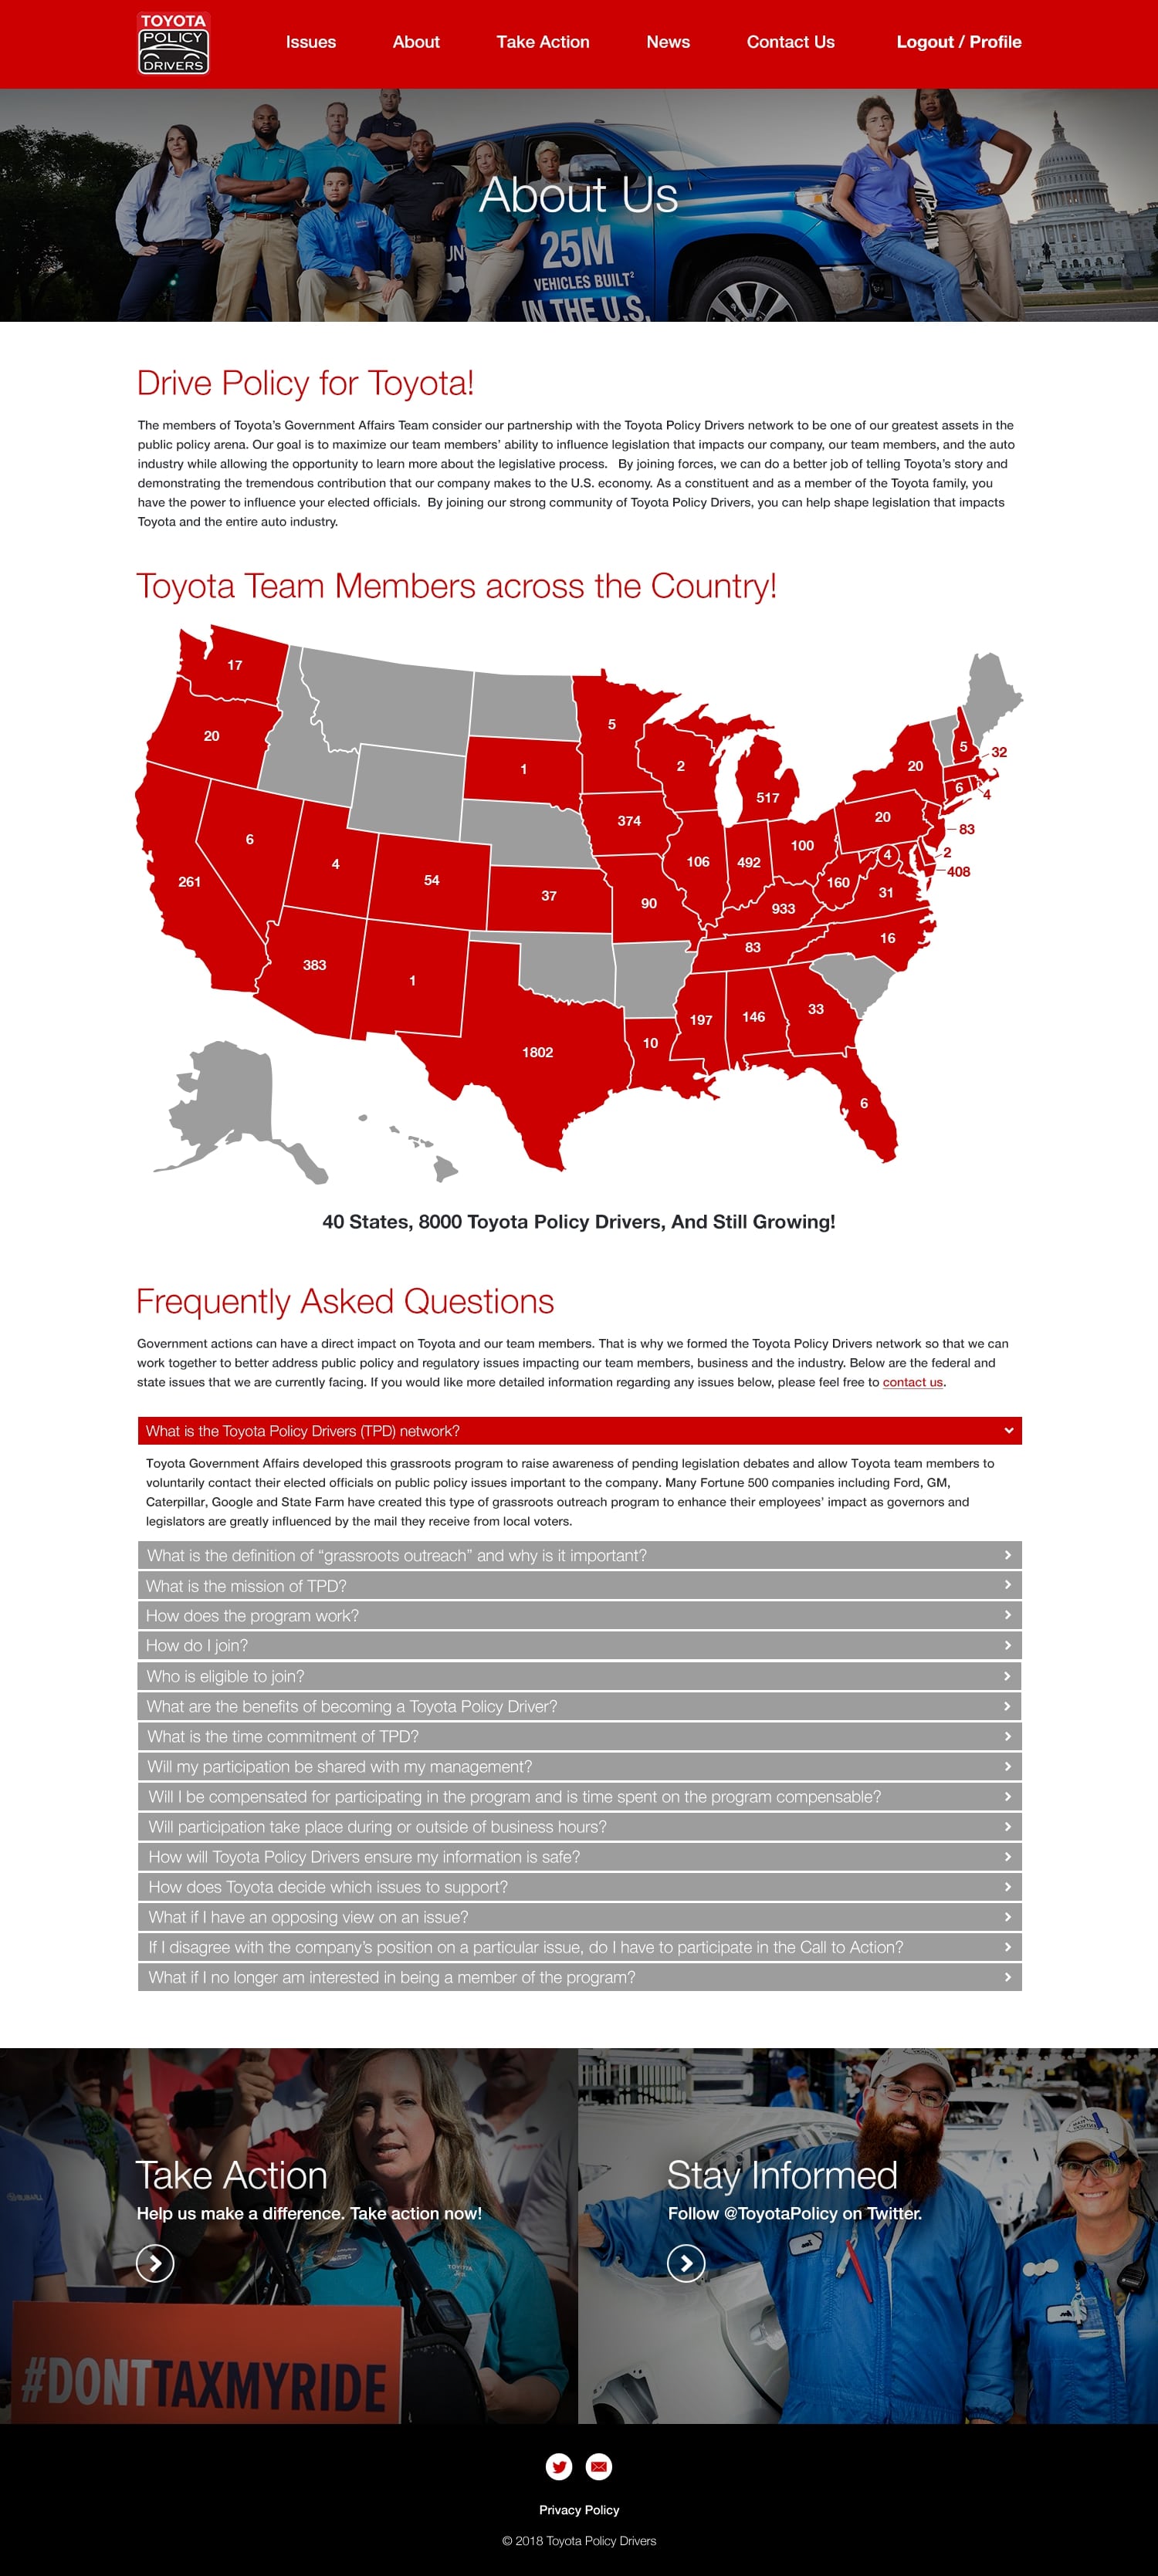 TOYOTA
POLICY
DRIVERS
Issues
About
Take Action
News
Contact Us
Logout / Profile
About Us
25M
VEHICLES BUILT²
IN THE U.S.
Drive Policy for Toyota!
The members of Toyota's Government Affairs Team consider our partnership with the Toyota Policy Drivers network to be one of our greatest assets in the
public policy arena. Our goal is to maximize our team members' ability to influence legislation that impacts our company, our team members, and the auto
industry while allowing the opportunity to learn more about the legislative process.   By joining forces, we can do a better job of telling Toyota's story and
demonstrating the tremendous contribution that our company makes to the U.S. economy. As a constituent and as a member of the Toyota family, you
have the power to influence your elected officials.  By joining our strong community of Toyota Policy Drivers, you can help shape legislation that impacts
Toyota and the entire auto industry.
Toyota Team Members across the Country!
17
20
5
1
2
517
20
5
32
6
4
374
20
83
6
4
54
106
492
100
4
2
408
261
37
90
160
31
933
383
1
83
16
197
146
33
10
1802
6
40 States, 8000 Toyota Policy Drivers, And Still Growing!
Frequently Asked Questions
Government actions can have a direct impact on Toyota and our team members. That is why we formed the Toyota Policy Drivers network so that we can
work together to better address public policy and regulatory issues impacting our team members, business and the industry. Below are the federal and
state issues that we are currently facing. If you would like more detailed information regarding any issues below, please feel free to contact us.
What is the Toyota Policy Drivers (TPD) network?
Toyota Government Affairs developed this grassroots program to raise awareness of pending legislation debates and allow Toyota team members to
voluntarily contact their elected officials on public policy issues important to the company. Many Fortune 500 companies including Ford, GM,
Caterpillar, Google and State Farm have created this type of grassroots outreach program to enhance their employees' impact as governors and
legislators are greatly influenced by the mail they receive from local voters.
What is the definition of “grassroots outreach” and why is it important?
What is the mission of TPD?
How does the program work?
How do I join?
Who is eligible to join?
What are the benefits of becoming a Toyota Policy Driver?
What is the time commitment of TPD?
Will my participation be shared with my management?
Will I be compensated for participating in the program and is time spent on the program compensable?
Will participation take place during or outside of business hours?
How will Toyota Policy Drivers ensure my information is safe?
How does Toyota decide which issues to support?
What if I have an opposing view on an issue?
If I disagree with the company's position on a particular issue, do I have to participate in the Call to Action?
What if I no longer am interested in being a member of the program?
Take Action
Help us make a difference. Take action now!
TOYOTA
#DONTTAXMYRIDE
Stay Informed
Follow @ToyotaPolicy on Twitter.
Privacy Policy
© 2018 Toyota Policy Drivers